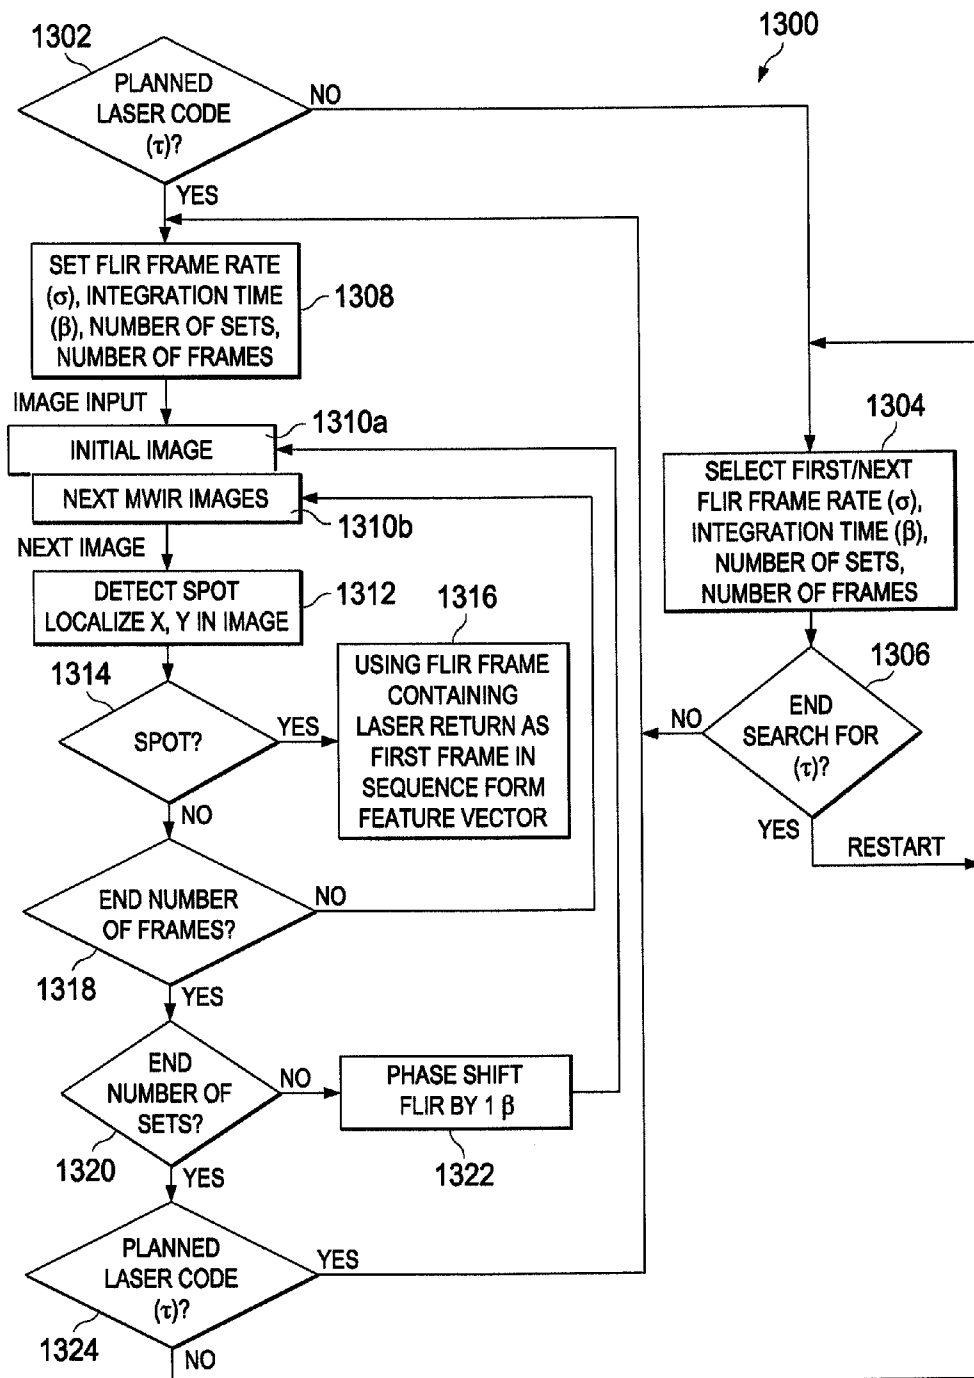 1302
1300
PLANNED
LASER CODE
(τ)?
NO
YES
SET FLIR FRAME RATE
(σ), INTEGRATION TIME
(β), NUMBER OF SETS,
NUMBER OF FRAMES
1308
IMAGE INPUT
1310a
INITIAL IMAGE
NEXT MWIR IMAGES
1310b
NEXT IMAGE
DETECT SPOT
LOCALIZE X, Y IN IMAGE
1312
1314
SPOT?
YES
NO
1316
USING FLIR FRAME
CONTAINING
LASER RETURN AS
FIRST FRAME IN
SEQUENCE FORM
FEATURE VECTOR
1304
SELECT FIRST/NEXT
FLIR FRAME RATE (σ),
INTEGRATION TIME (β),
NUMBER OF SETS,
NUMBER OF FRAMES
1306
END
SEARCH FOR
(τ)?
NO
YES
RESTART
END NUMBER
OF FRAMES?
NO
1318
YES
END
NUMBER OF
SETS?
NO
1320
YES
PHASE SHIFT
FLIR BY 1 β
1322
PLANNED
LASER CODE
(τ)?
YES
1324
NO